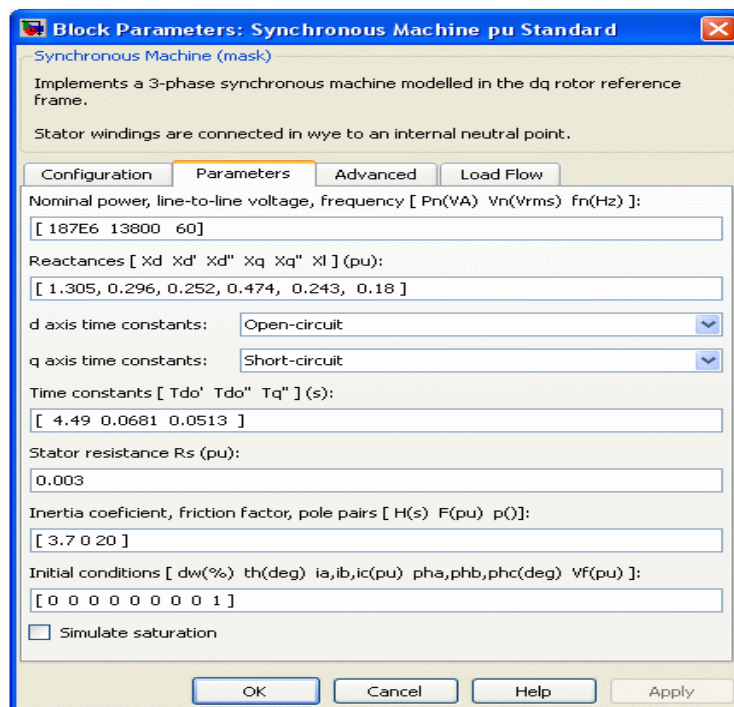 Block Parameters: Synchronous Machine pu Standard
Synchronous Machine (mask)
Implements a 3-phase synchronous machine modelled in the dq rotor reference
frame.
Stator windings are connected in wye to an internal neutral point.
Configuration Parameters Advanced Load Flow
Nominal power, line-to-line voltage, frequency [ Pn(VA) Vn(Vrms) fn(Hz) ]:
[ 187E6 13800 60]
Reactances [ Xd Xd' Xd'' Xq Xq'' Xl ] (pu):
[ 1.305, 0.296, 0.252, 0.474, 0.243, 0.18 ]
d axis time constants: Open-circuit
q axis time constants: Short-circuit
Time constants [ Tdo' Tdo'' Tq'' ] (s):
[ 4.49 0.0681 0.0513 ]
Stator resistance Rs (pu):
0.003
Inertia coeficient, friction factor, pole pairs [ H(s) F(pu) p()]:
[ 3.7 0 20 ]
Initial conditions [ dw(%) th(deg) ia,ib,ic(pu) pha,phb,phc(deg) Vf(pu) ]:
[ 0 0 0 0 0 0 0 0 1 ]
Simulate saturation
OK Cancel Help Apply